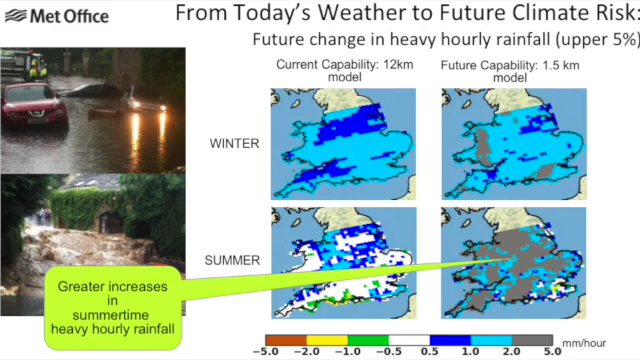 Met Office
From Today's Weather to Future Climate Risk:
Future change in heavy hourly rainfall (upper 5%)
Current Capability: 12km
model
Future Capability: 1.5 km
model
WINTER
SUMMER
Greater increases
in
summertime
heavy hourly rainfall
−5.0 −2.0 −1.0 −0.5 0.5 1.0 2.0 5.0 mm/hour